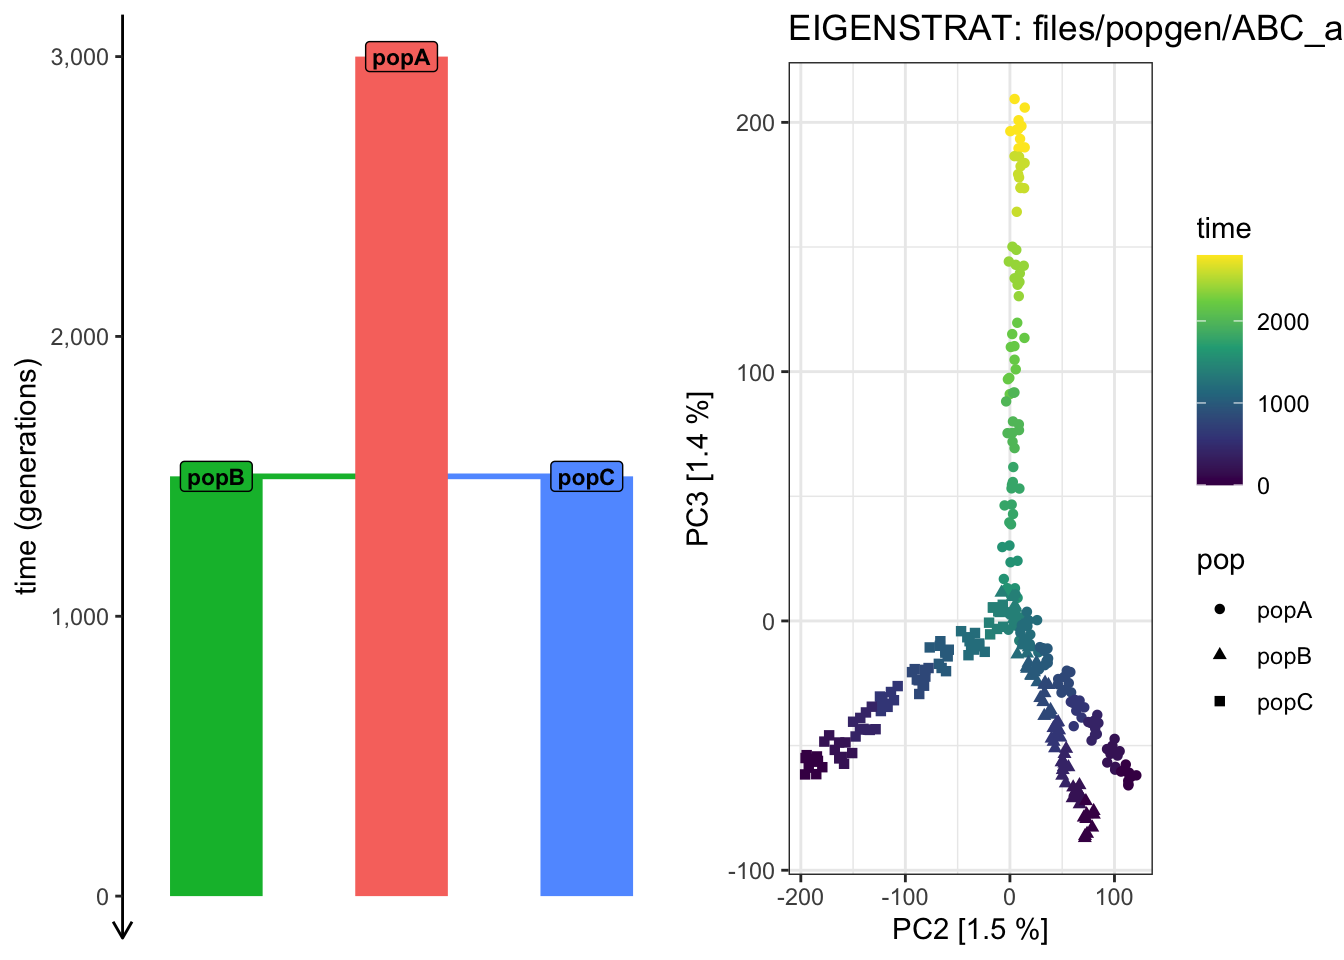 time (generations)
3,000
2,000
1,000
0
popA
popB
popC
EIGENSTRAT: files/popgen/ABC_a
PC3 [1.4 %]
200
100
0
-100
-200
-100
0
100
PC2 [1.5 %]
time
2000
1000
0
pop
popA
popB
popC